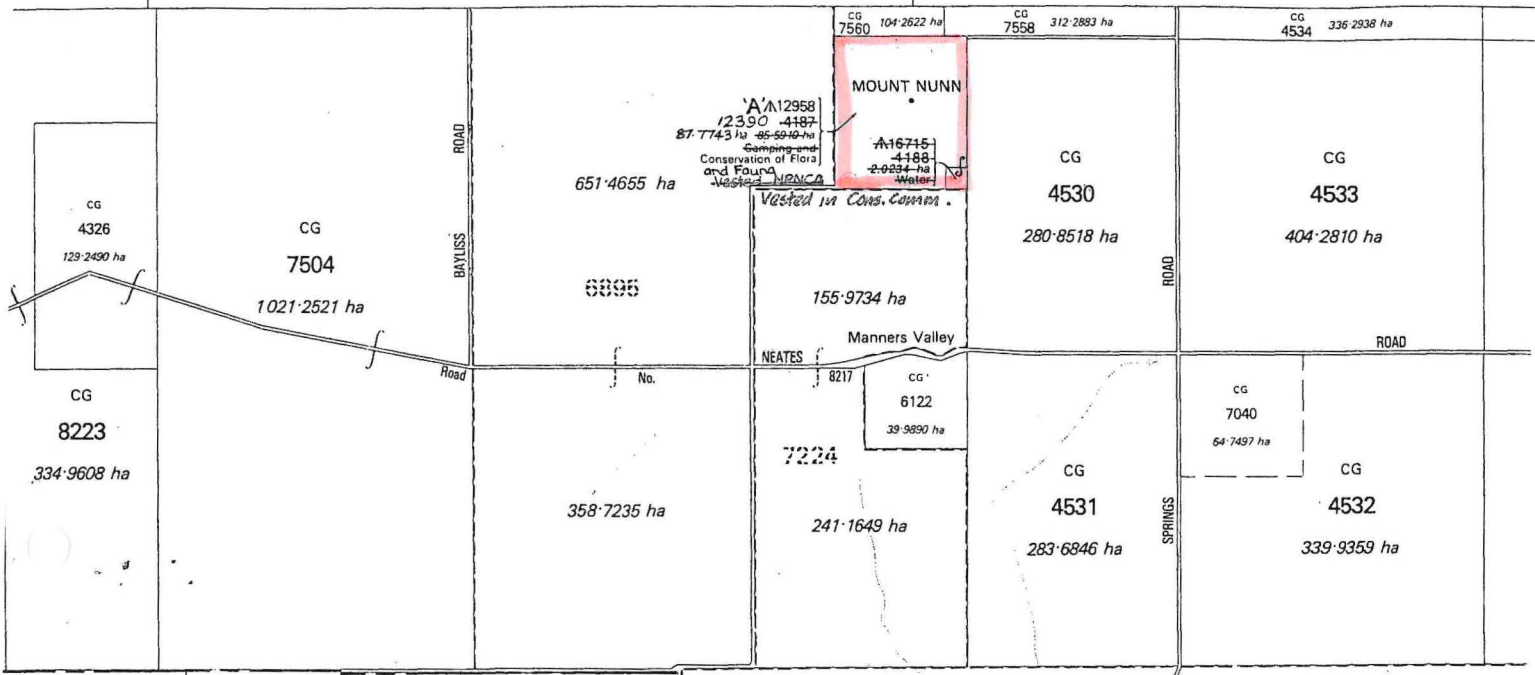 CG
7560 104·2622 ha
CG
7558 312·2883 ha
CG
4534 336·2938 ha
MOUNT NUNN
'A' 12958
12390 4187
87·7743 ha 85·5910 ha
Camping and
Conservation of Flora
and Fauna
Vested NPNCA
Vested in Cons. Comm.
16715
4188
2·0234 ha
Water
ROAD
BAYLISS
651·4655 ha
CG
4326
129·2490 ha
CG
7504
1021·2521 ha
6895
155·9734 ha
CG
4530
280·8518 ha
CG
4533
404·2810 ha
ROAD
Manners Valley
ROAD
NEATES
Road
No.
8217
CG
6122
39·9890 ha
CG
7040
64·7497 ha
CG
8223
334·9608 ha
7224
358·7235 ha
241·1649 ha
CG
4531
283·6846 ha
SPRINGS
CG
4532
339·9359 ha